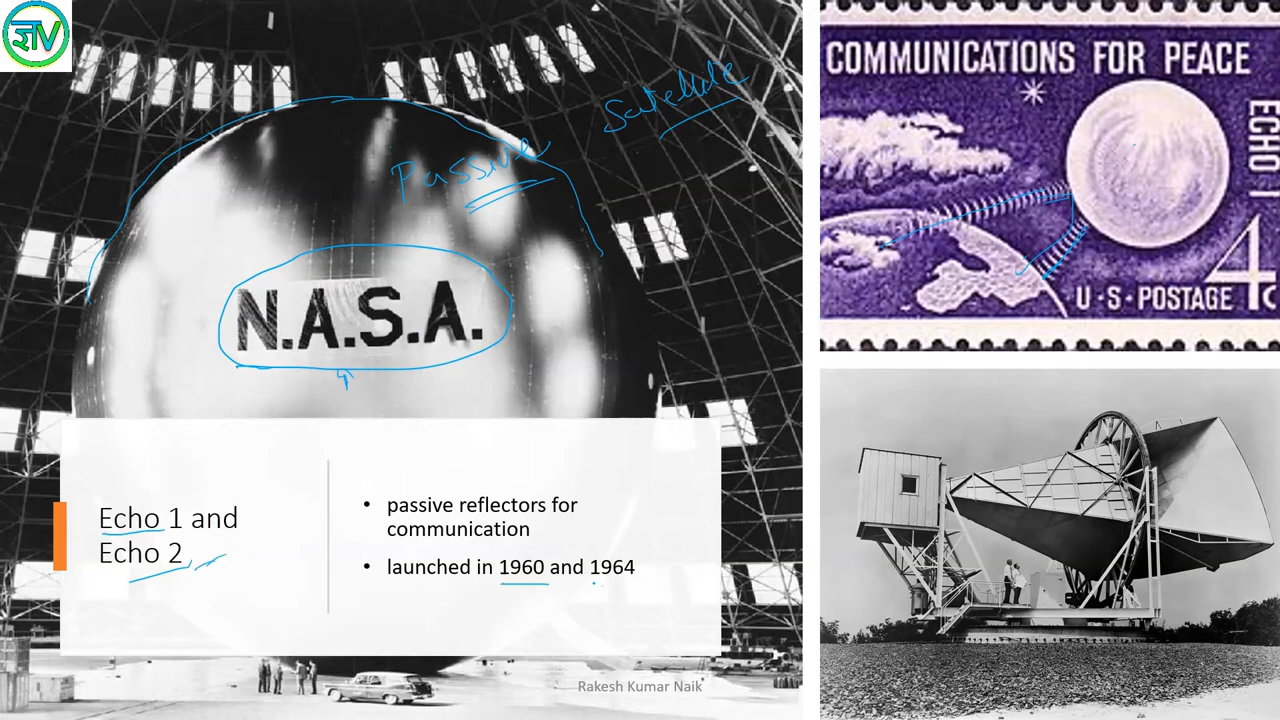 ज्ञV
Passive Satellite
N.A.S.A.
Echo 1 and
Echo 2
• passive reflectors for
communication
• launched in 1960 and 1964
Rakesh Kumar Naik
COMMUNICATIONS FOR PEACE
ECHO I
U·S·POSTAGE 4c